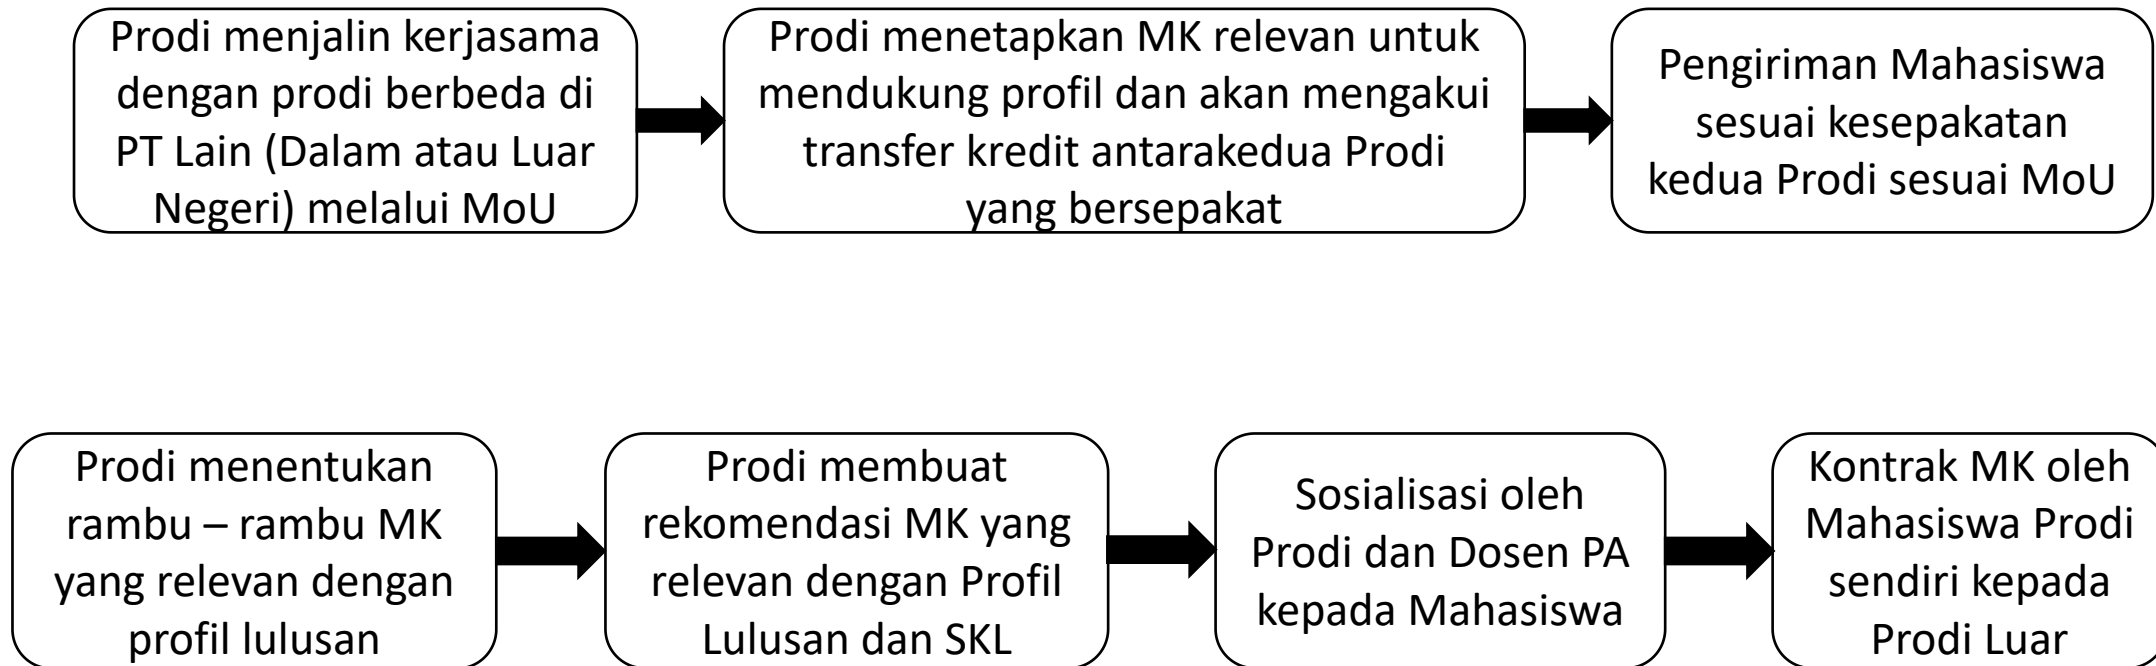 Prodi menjalin kerjasama
dengan prodi berbeda di
PT Lain (Dalam atau Luar
Negeri) melalui MoU
Prodi menetapkan MK relevan untuk
mendukung profil dan akan mengakui
transfer kredit antarakedua Prodi
yang bersepakat
Pengiriman Mahasiswa
sesuai kesepakatan
kedua Prodi sesuai MoU
Prodi menentukan
rambu – rambu MK
yang relevan dengan
profil lulusan
Prodi membuat
rekomendasi MK yang
relevan dengan Profil
Lulusan dan SKL
Sosialisasi oleh
Prodi dan Dosen PA
kepada Mahasiswa
Kontrak MK oleh
Mahasiswa Prodi
sendiri kepada
Prodi Luar